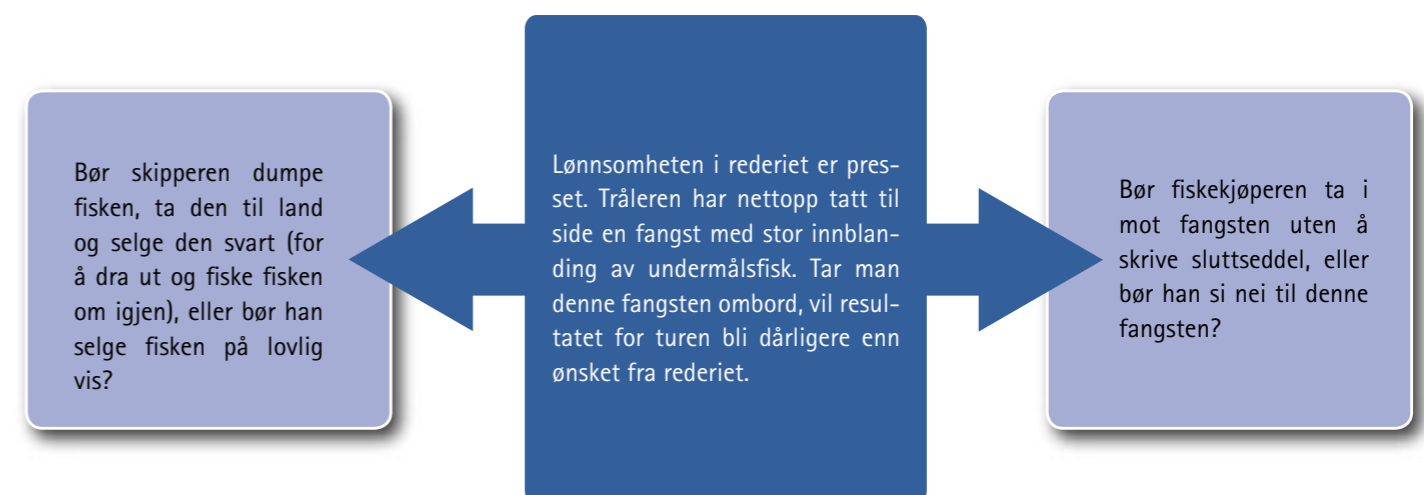 Bør skipperen dumpe
fisken, ta den til land
og selge den svart (for
å dra ut og fiske fisken
om igjen), eller bør han
selge fisken på lovlig
vis?
Lønnsomheten i rederiet er pres-
set. Tråleren har nettopp tatt til
side en fangst med stor innblan-
ding av undermålsfisk. Tar man
denne fangsten ombord, vil resul-
tatet for turen bli dårligere enn
ønsket fra rederiet.
Bør fiskekjøperen ta i
mot fangsten uten å
skrive sluttseddel, eller
bør han si nei til denne
fangsten?